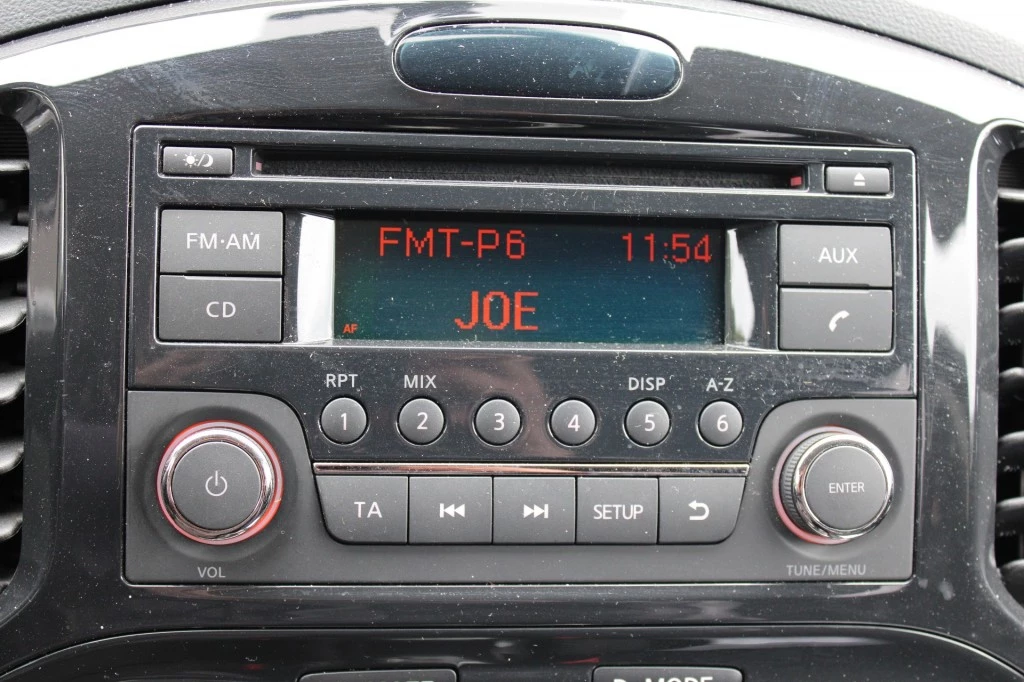 FM·AM
CD
FMT-P6 11:54
JOE
AF
AUX
RPT MIX DISP A-Z
1 2 3 4 5 6
TA SETUP
ENTER
VOL
TUNE/MENU
MODE